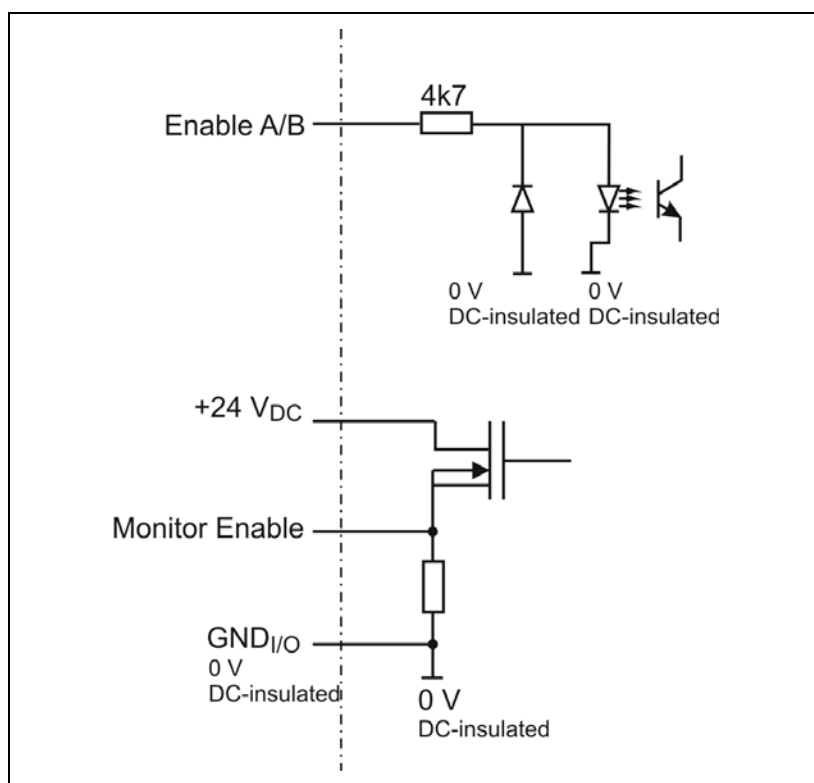 4k7
Enable A/B
0 V
DC-insulated
0 V
DC-insulated
+24 VDC
Monitor Enable
GNDI/O
0 V
DC-insulated
0 V
DC-insulated